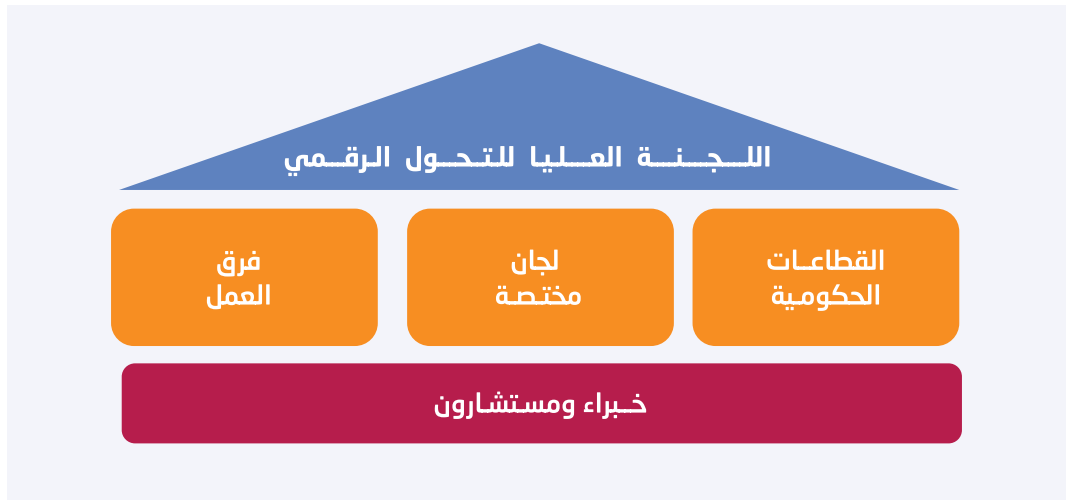 اللجنة العليا للتحول الرقمي
القطاعات
الحكومية
لجان
مختصة
فرق
العمل
خبراء ومستشارون